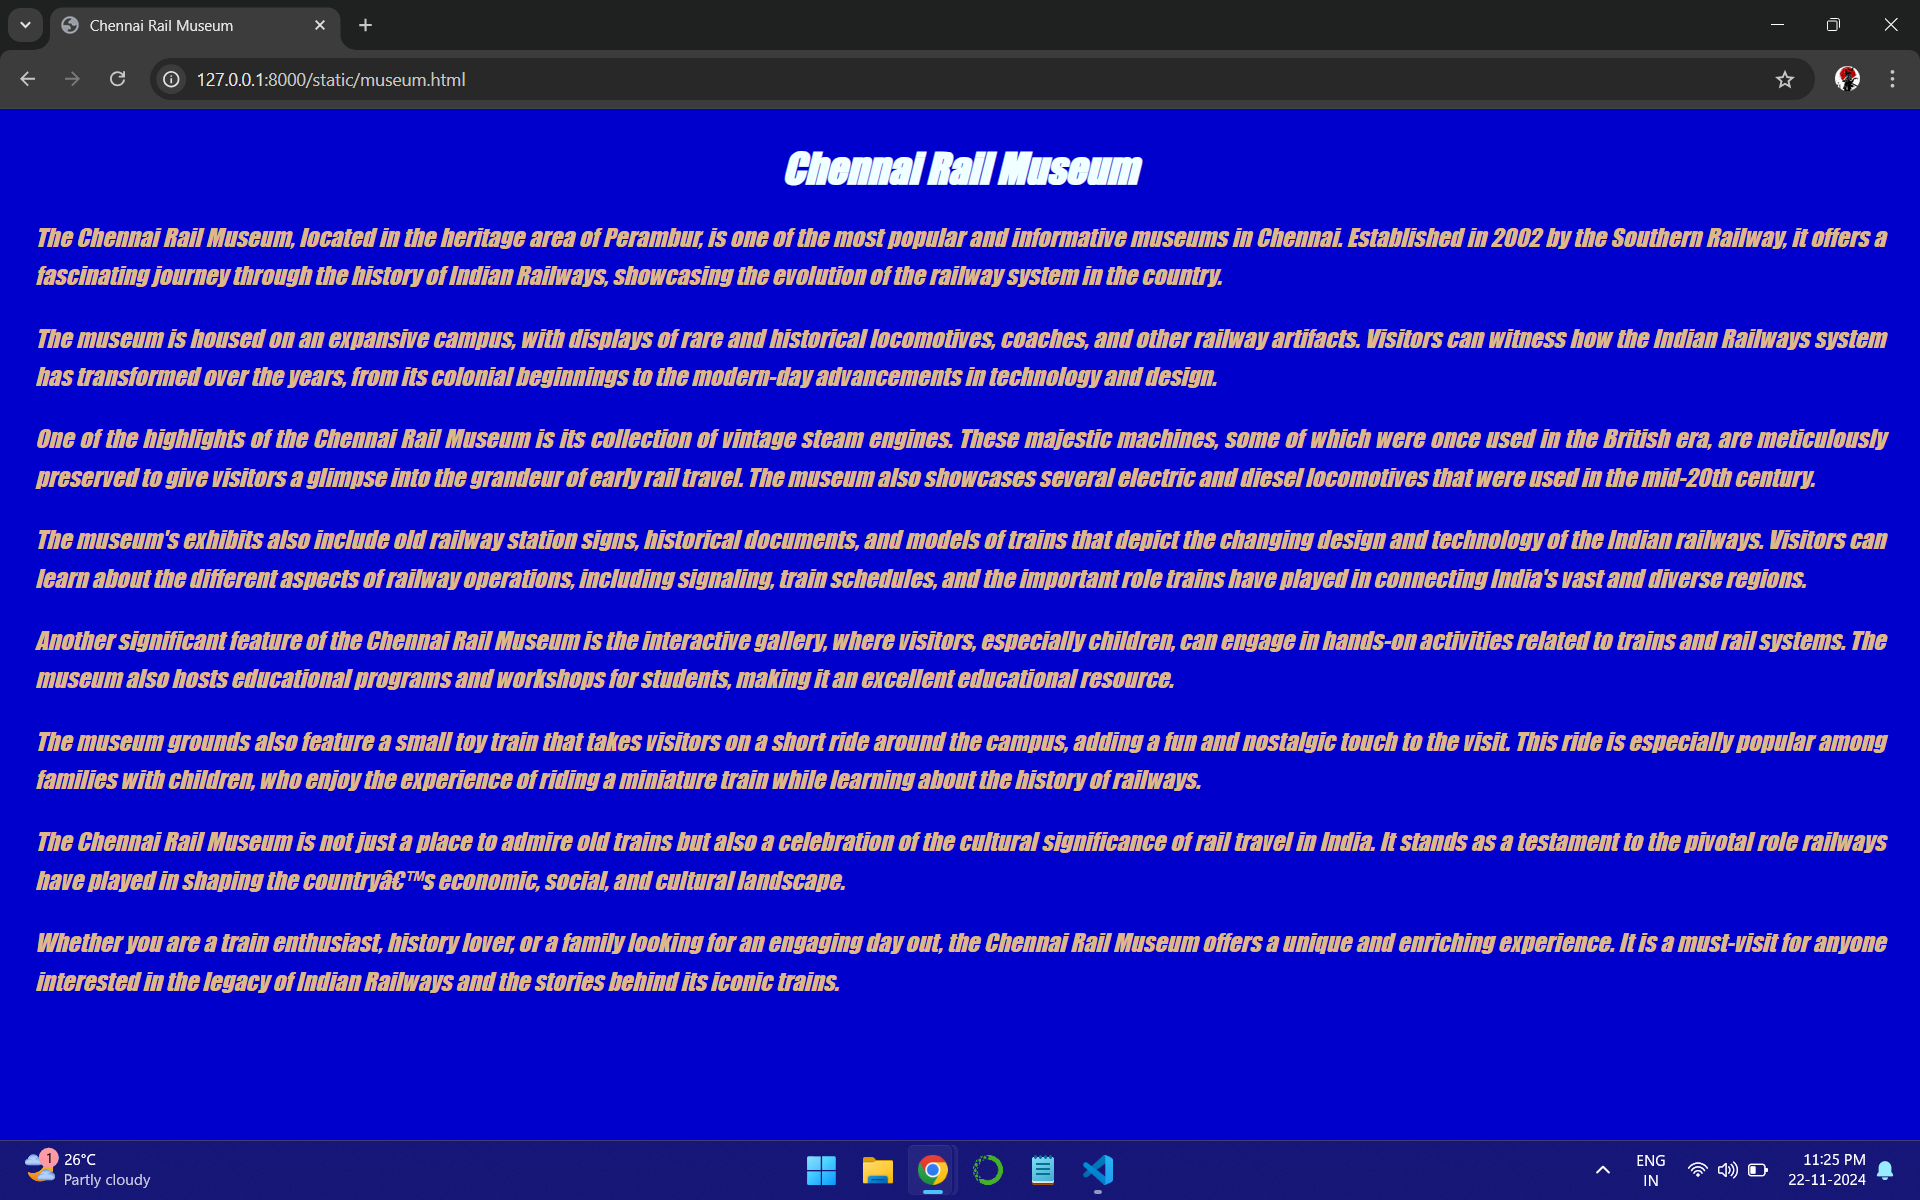 Chennai Rail Museum
127.0.0.1:8000/static/museum.html
Chennai Rail Museum
The Chennai Rail Museum, located in the heritage area of Perambur, is one of the most popular and informative museums in Chennai. Established in 2002 by the Southern Railway, it offers a
fascinating journey through the history of Indian Railways, showcasing the evolution of the railway system in the country.
The museum is housed on an expansive campus, with displays of rare and historical locomotives, coaches, and other railway artifacts. Visitors can witness how the Indian Railways system
has transformed over the years, from its colonial beginnings to the modern-day advancements in technology and design.
One of the highlights of the Chennai Rail Museum is its collection of vintage steam engines. These majestic machines, some of which were once used in the British era, are meticulously
preserved to give visitors a glimpse into the grandeur of early rail travel. The museum also showcases several electric and diesel locomotives that were used in the mid-20th century.
The museum's exhibits also include old railway station signs, historical documents, and models of trains that depict the changing design and technology of the Indian railways. Visitors can
learn about the different aspects of railway operations, including signaling, train schedules, and the important role trains have played in connecting India's vast and diverse regions.
Another significant feature of the Chennai Rail Museum is the interactive gallery, where visitors, especially children, can engage in hands-on activities related to trains and rail systems. The
museum also hosts educational programs and workshops for students, making it an excellent educational resource.
The museum grounds also feature a small toy train that takes visitors on a short ride around the campus, adding a fun and nostalgic touch to the visit. This ride is especially popular among
families with children, who enjoy the experience of riding a miniature train while learning about the history of railways.
The Chennai Rail Museum is not just a place to admire old trains but also a celebration of the cultural significance of rail travel in India. It stands as a testament to the pivotal role railways
have played in shaping the countryâ€™s economic, social, and cultural landscape.
Whether you are a train enthusiast, history lover, or a family looking for an engaging day out, the Chennai Rail Museum offers a unique and enriching experience. It is a must-visit for anyone
interested in the legacy of Indian Railways and the stories behind its iconic trains.
1
26°C
Partly cloudy
ENG
IN
11:25 PM
22-11-2024